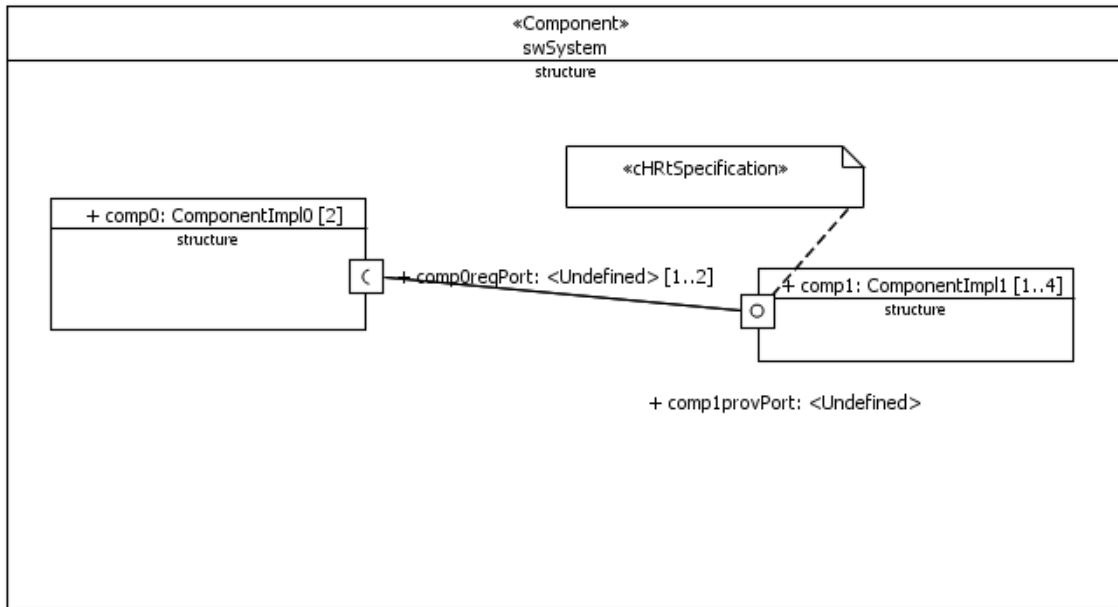 «Component»
swSystem
structure
«cHRtSpecification»
+ comp0: ComponentImpl0 [2]
structure
+ comp0reqPort: <Undefined> [1..2]
+ comp1: ComponentImpl1 [1..4]
structure
+ comp1provPort: <Undefined>